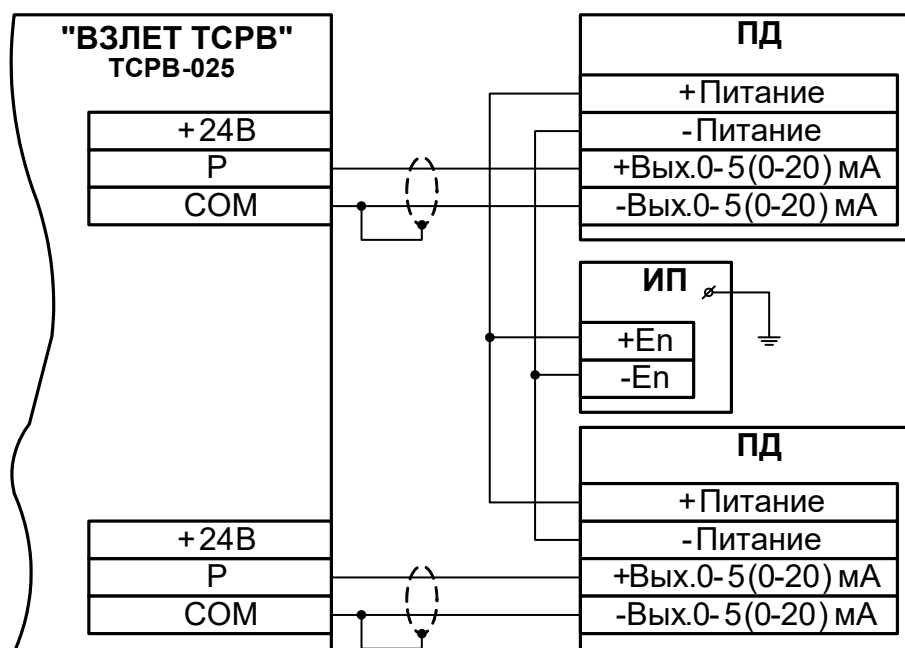 "ВЗЛЕТ ТСРВ"
ТСРВ-025
+24В
Р
СОМ
ПД
+Питание
-Питание
+Вых.0-5(0-20) мА
-Вых.0-5(0-20) мА
ИП
+En
-En
+24В
Р
СОМ
ПД
+Питание
-Питание
+Вых.0-5(0-20) мА
-Вых.0-5(0-20) мА